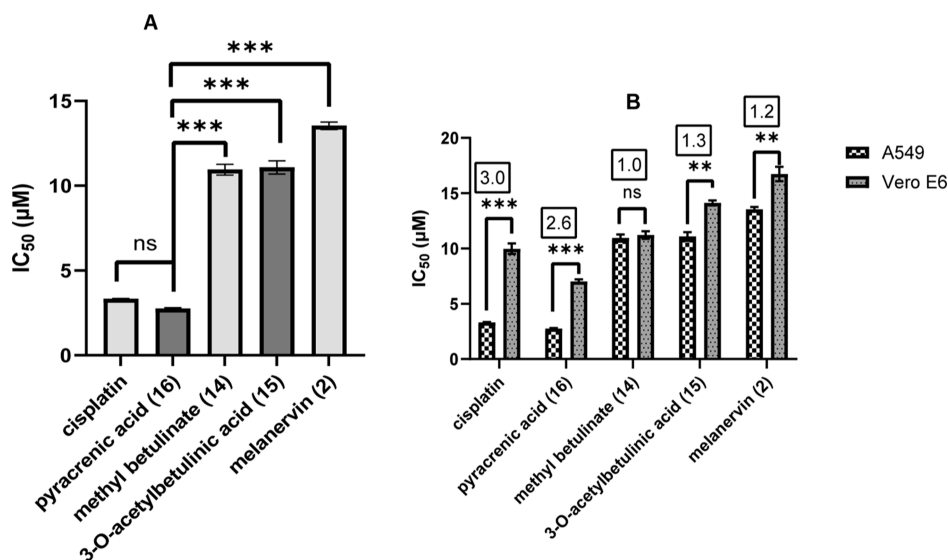 A
***
***
***
ns
15
10
5
0
IC50 (µM)
cisplatin
pyracrenic acid (16)
methyl betulinate (14)
3-O-acetylbetulinic acid (15)
melanervin (2)
B
3.0
***
2.6
***
1.0
ns
1.3
**
1.2
**
20
15
10
5
0
IC50 (µM)
cisplatin
pyracrenic acid (16)
methyl betulinate (14)
3-O-acetylbetulinic acid (15)
melanervin (2)
A549
Vero E6